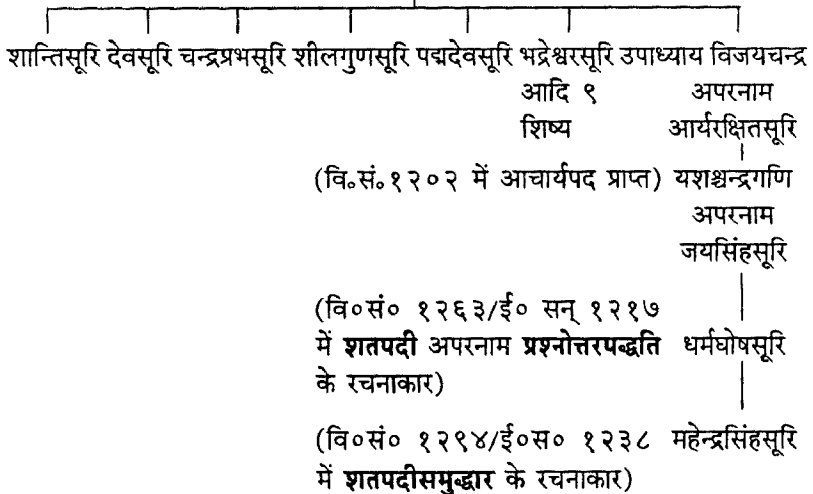 शान्तिसूरि देवसूरि चन्द्रप्रभसूरि शीलगुणसूरि पद्मदेवसूरि भद्रेश्वरसूरि उपाध्याय विजयचन्द्र
आदि ९ अपरनाम
शिष्य आर्यरक्षितसूरि
(वि०सं० १२०२ में आचार्यपद प्राप्त) यशश्चन्द्रगणि
अपरनाम
जयसिंहसूरि
(वि०सं० १२६३/ई० सन् १२१७
में शतपदी अपरनाम प्रश्नोत्तरपद्धति धर्मघोषसूरि
के रचनाकार)
(वि०सं० १२९४/ई०स० १२३८ महेन्द्रसिंहसूरि
में शतपदीसमुद्धार के रचनाकार)